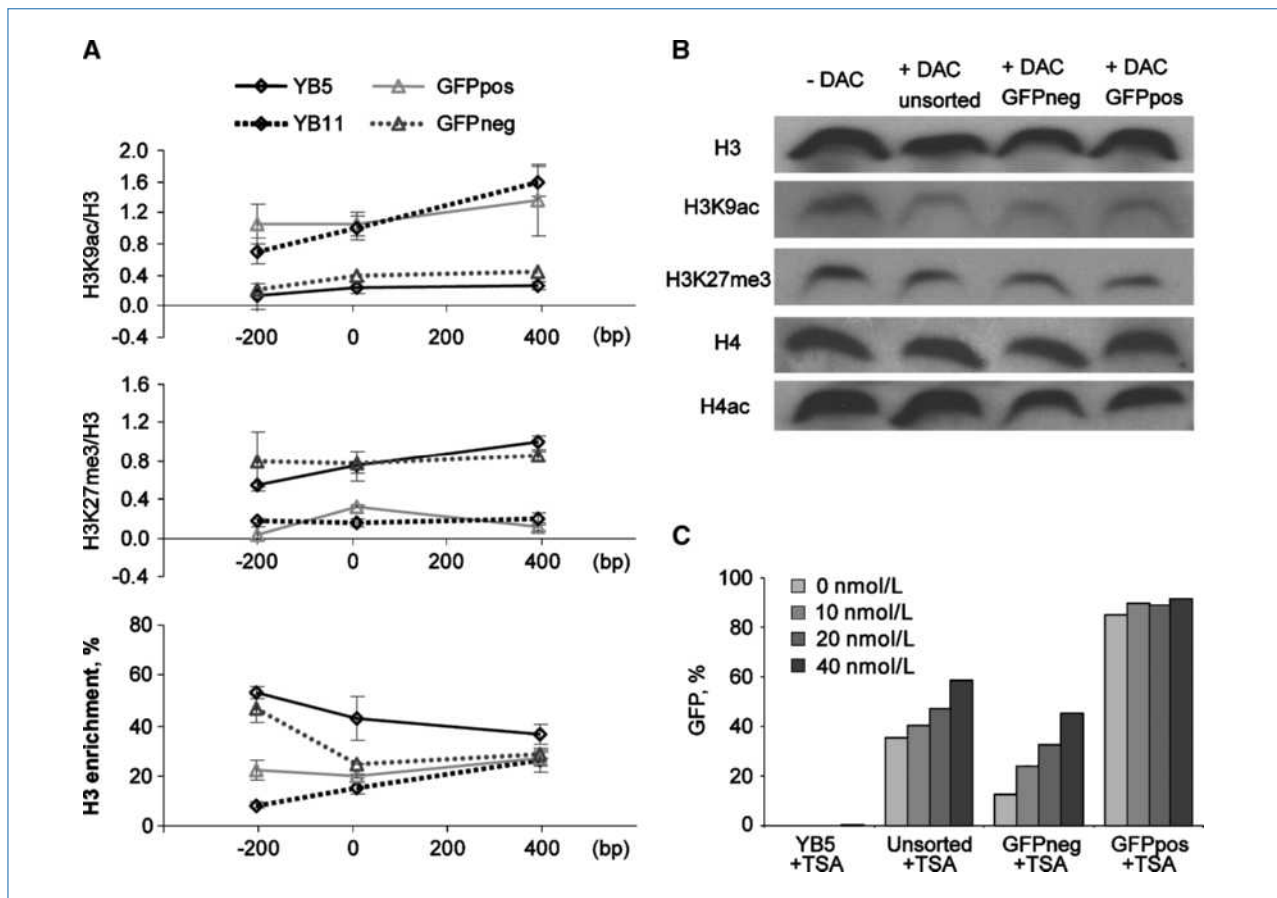 A
YB5
GFPpos
YB11
GFPneg
H3K9ac/H3
2.0
1.6
1.2
0.8
0.4
0.0
-0.4
-200 0 200 400 (bp)
H3K27me3/H3
1.6
1.2
0.8
0.4
0.0
-0.4
-200 0 200 400 (bp)
H3 enrichment, %
80
60
40
20
0
-200 0 200 400 (bp)
B
- DAC
+ DAC unsorted
+ DAC GFPneg
+ DAC GFPpos
H3
H3K9ac
H3K27me3
H4
H4ac
C
GFP, %
100
80
60
40
20
0
0 nmol/L
10 nmol/L
20 nmol/L
40 nmol/L
YB5 +TSA
Unsorted +TSA
GFPneg +TSA
GFPpos +TSA